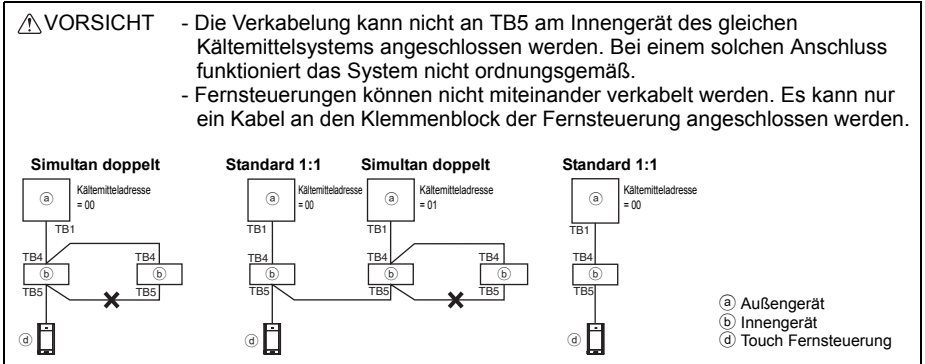 ⚠VORSICHT - Die Verkabelung kann nicht an TB5 am Innengerät des gleichen
Kältemittelsystems angeschlossen werden. Bei einem solchen Anschluss
funktioniert das System nicht ordnungsgemäß.
- Fernsteuerungen können nicht miteinander verkabelt werden. Es kann nur
ein Kabel an den Klemmenblock der Fernsteuerung angeschlossen werden.
Simultan doppelt Standard 1:1 Simultan doppelt Standard 1:1
ⓐ Kältemitteladresse ⓐ Kältemitteladresse ⓐ Kältemitteladresse ⓐ Kältemitteladresse
= 00 = 00 = 01 = 00
TB1 TB1 TB1 TB1
TB4 TB4 TB4 TB4 TB4 TB4
ⓑ ⓑ ⓑ ⓑ ⓑ ⓑ
TB5 TB5 TB5 TB5 TB5 TB5
ⓓ ⓓ ⓓ
ⓐ Außengerät
ⓑ Innengerät
ⓓ Touch Fernsteuerung